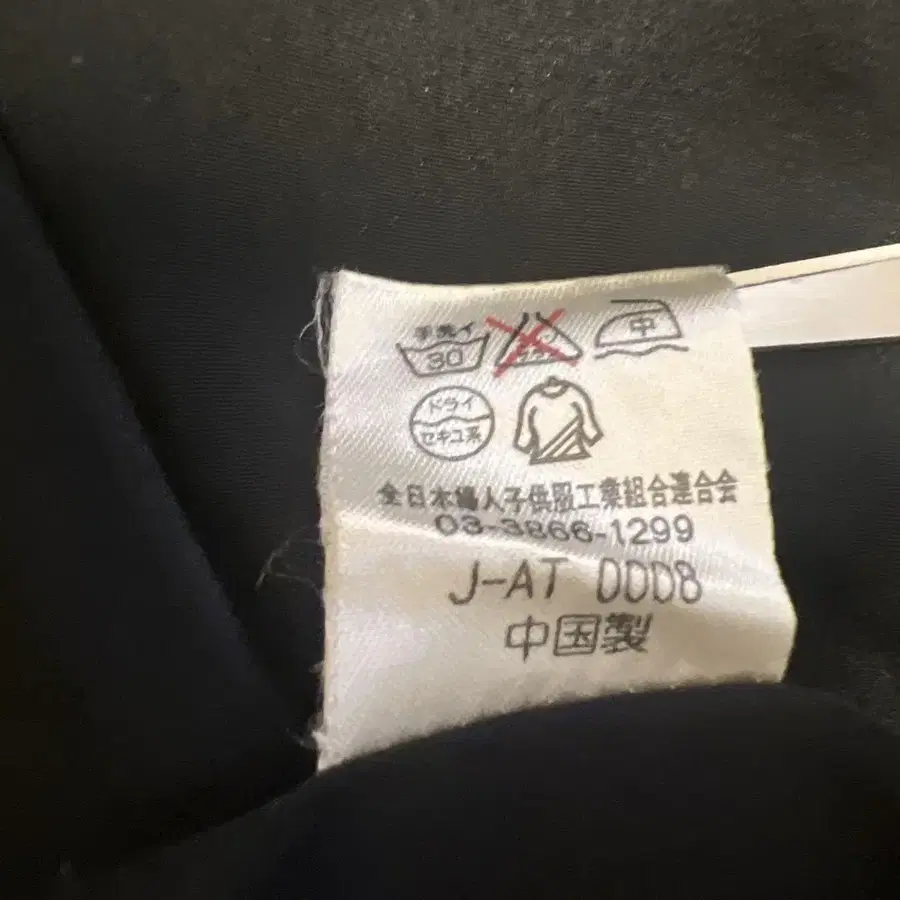 手洗イ 30 中
ドライ
セキユ系
全日本婦人子供服工業組合連合会
03-3866-1299
J-AT 0008
中国製